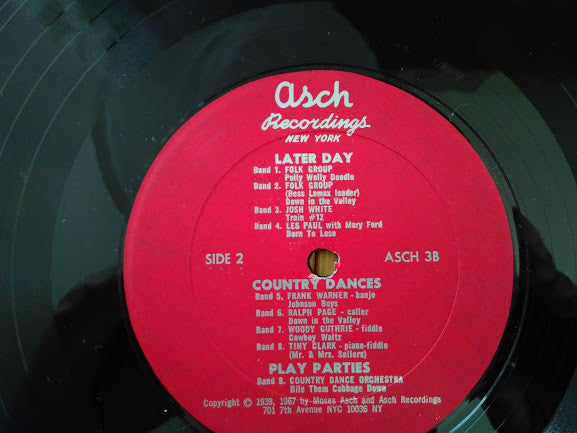 asch
Recordings
NEW YORK
LATER DAY
Band 1. FOLK GROUP
Polly Wolly Doodle
Band 2. FOLK GROUP
(Bess Lomax leader)
Down in the Valley
Band 3. JOSH WHITE
Train #12
Band 4. LES PAUL with Mary Ford
Born To Lose
SIDE 2
ASCH 3B
COUNTRY DANCES
Band 5. FRANK WARNER - banjo
Johnson Boys
Band 6. RALPH PAGE - caller
Down in the Valley
Band 7. WOODY GUTHRIE - fiddle
Cowboy Waltz
Band 8. TINY CLARK - piano-fiddle
(Mr. & Mrs. Sellers)
PLAY PARTIES
Band 9. COUNTRY DANCE ORCHESTRA
Bile Them Cabbage Down
Copyright © 1939, 1967 by Moses Asch and Asch Recordings
701 7th Avenue NYC 10036 NY